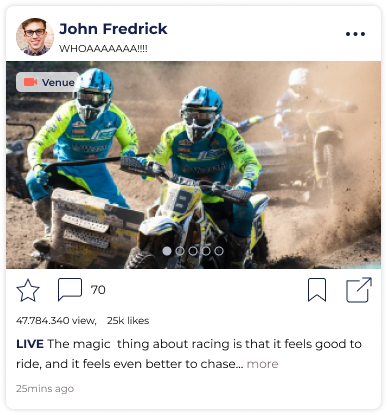 John Fredrick
WHOAAAAAAA!!!!
Venue
70
47.784.340 view, 25k likes
LIVE The magic thing about racing is that it feels good to
ride, and it feels even better to chase... more
25mins ago